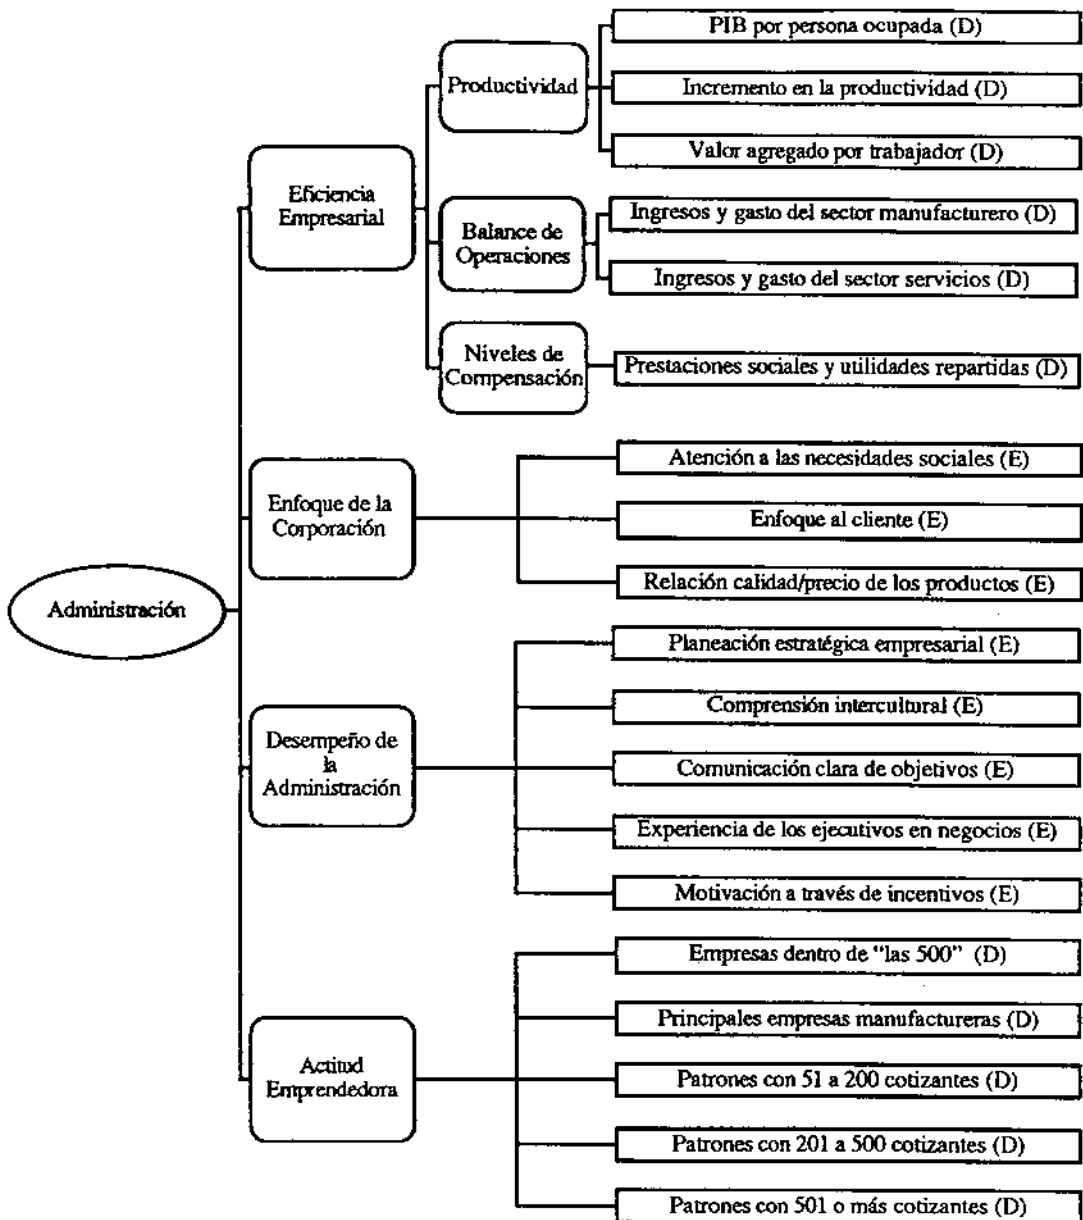 Administración
Eficiencia
Empresarial
Productividad
PIB por persona ocupada (D)
Incremento en la productividad (D)
Valor agregado por trabajador (D)
Balance de
Operaciones
Ingresos y gasto del sector manufacturero (D)
Ingresos y gasto del sector servicios (D)
Niveles de
Compensación
Prestaciones sociales y utilidades repartidas (D)
Enfoque de la
Corporación
Atención a las necesidades sociales (E)
Enfoque al cliente (E)
Relación calidad/precio de los productos (E)
Desempeño de
la
Administración
Planeación estratégica empresarial (E)
Comprensión intercultural (E)
Comunicación clara de objetivos (E)
Experiencia de los ejecutivos en negocios (E)
Motivación a través de incentivos (E)
Actitud
Emprendedora
Empresas dentro de “las 500” (D)
Principales empresas manufactureras (D)
Patrones con 51 a 200 cotizantes (D)
Patrones con 201 a 500 cotizantes (D)
Patrones con 501 o más cotizantes (D)